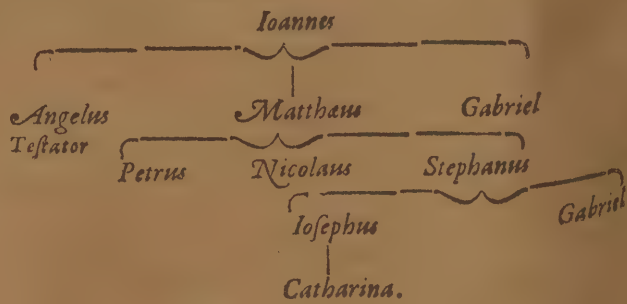 Ioannes
Angelus Matthæus Gabriel
Teſtator
Petrus Nicolaus Stephanus
Ioſephus Gabriel
Catharina.